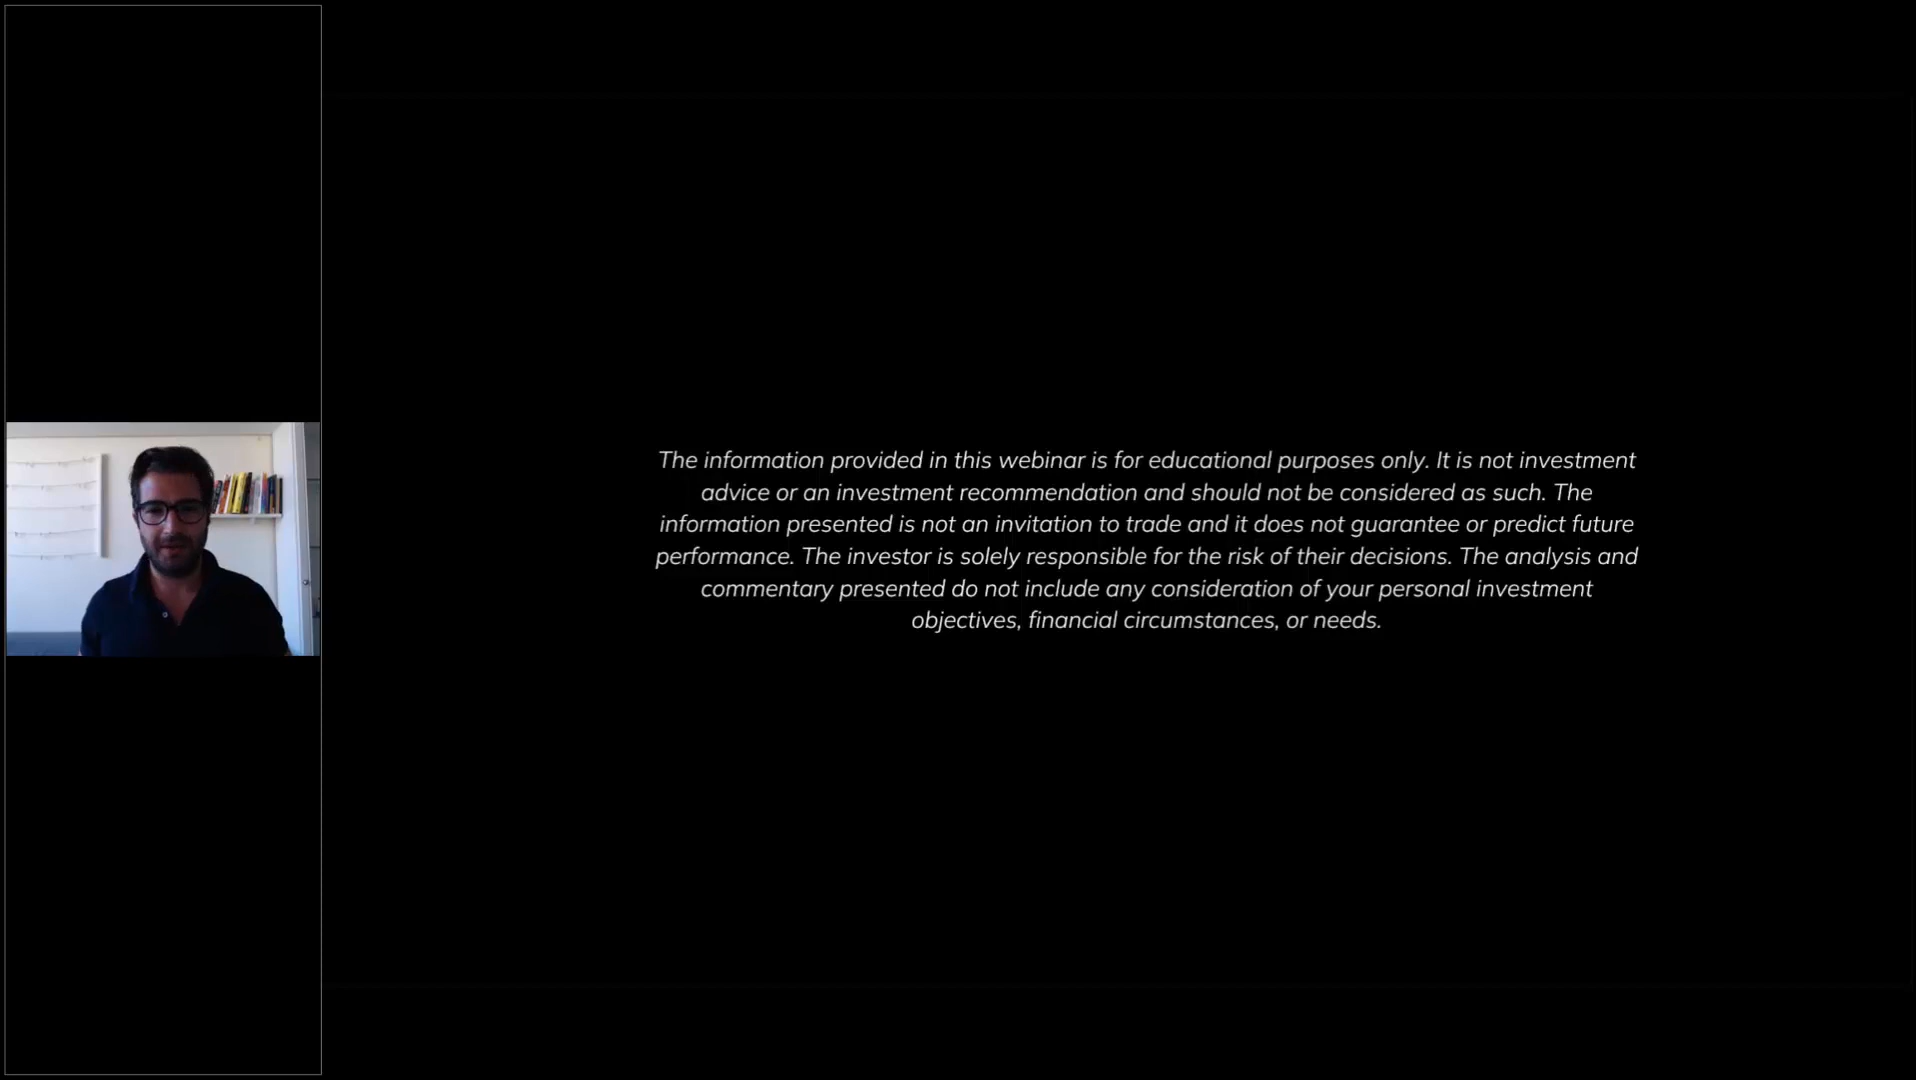 The information provided in this webinar is for educational purposes only. It is not investment
advice or an investment recommendation and should not be considered as such. The
information presented is not an invitation to trade and it does not guarantee or predict future
performance. The investor is solely responsible for the risk of their decisions. The analysis and
commentary presented do not include any consideration of your personal investment
objectives, financial circumstances, or needs.